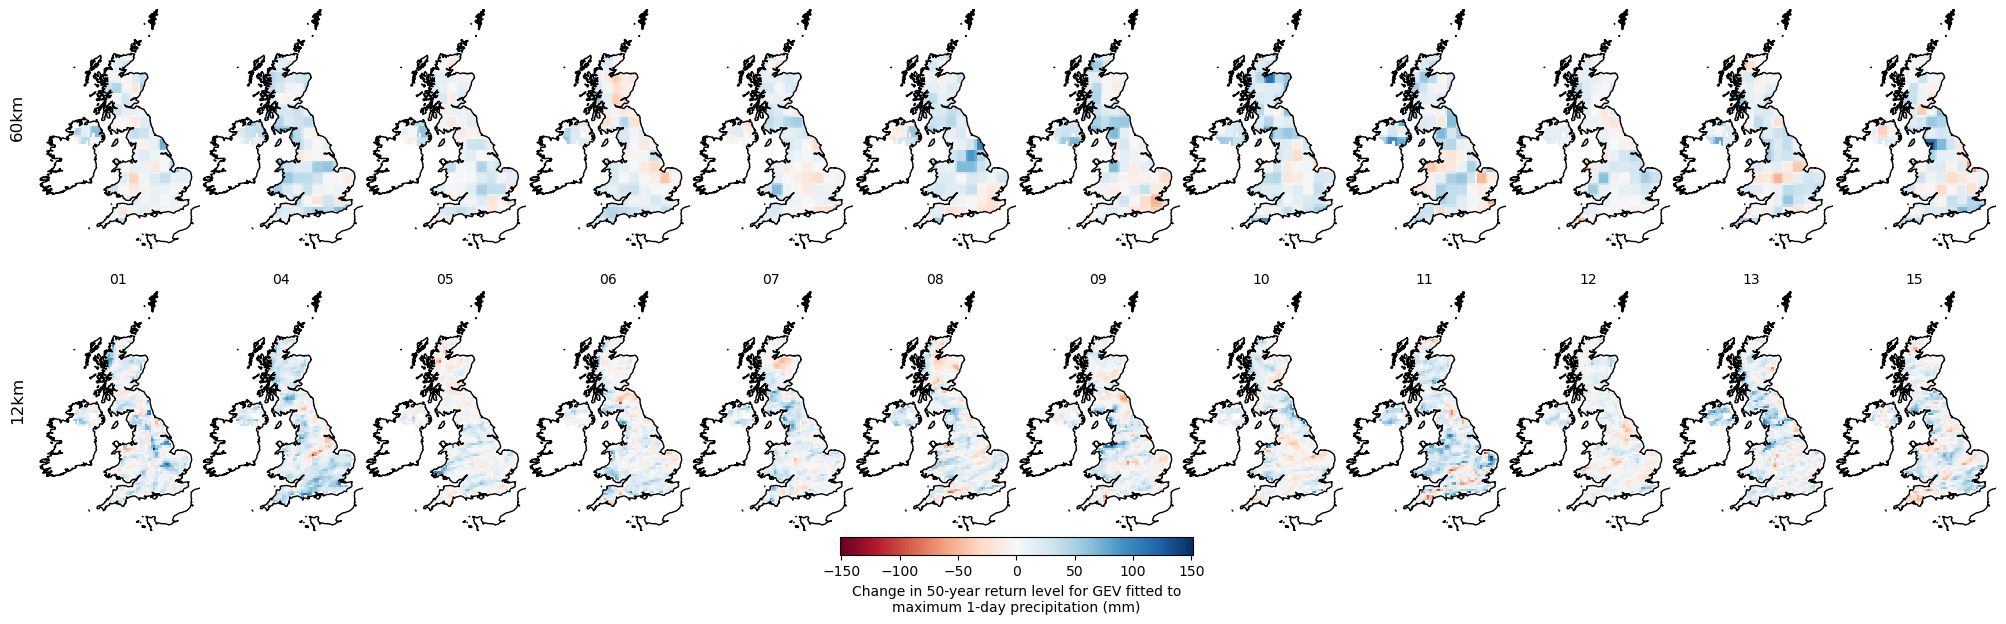 60km
01 04 05 06 07 08 09 10 11 12 13 15
12km
−150 −100 −50 0 50 100 150
Change in 50-year return level for GEV fitted to
maximum 1-day precipitation (mm)